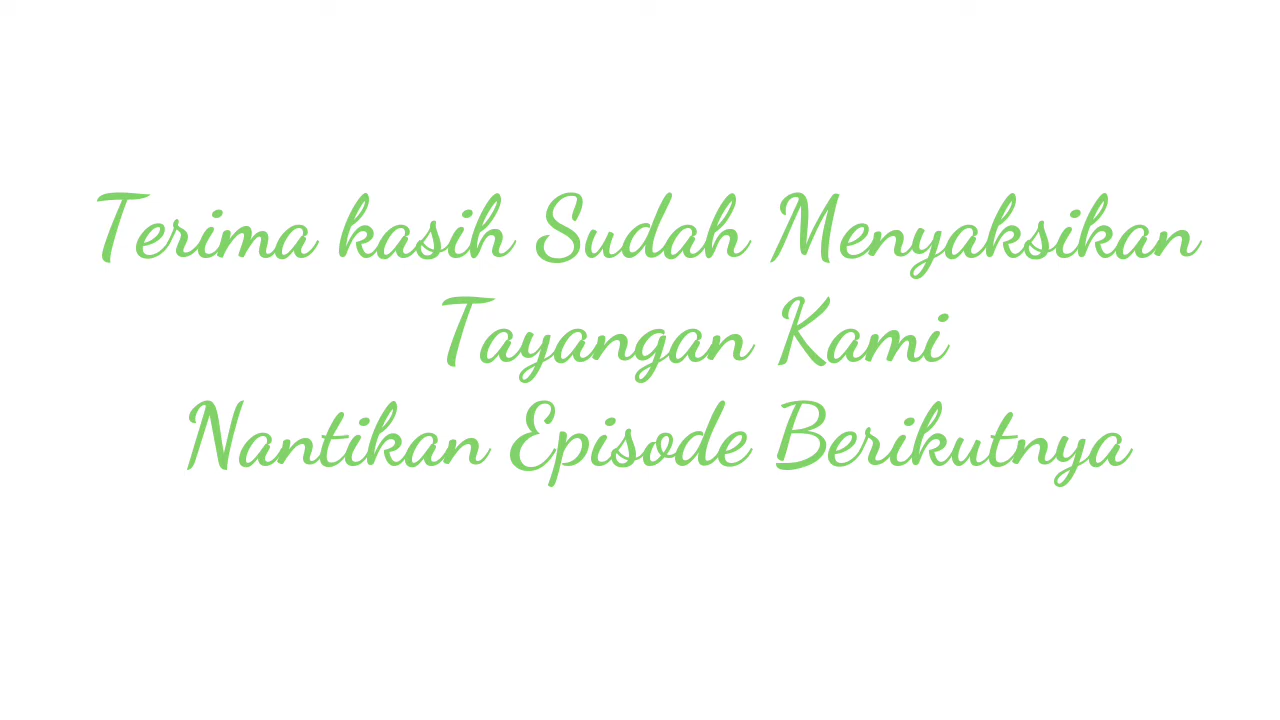 Terima kasih Sudah Menyaksikan
Tayangan Kami
Nantikan Episode Berikutnya